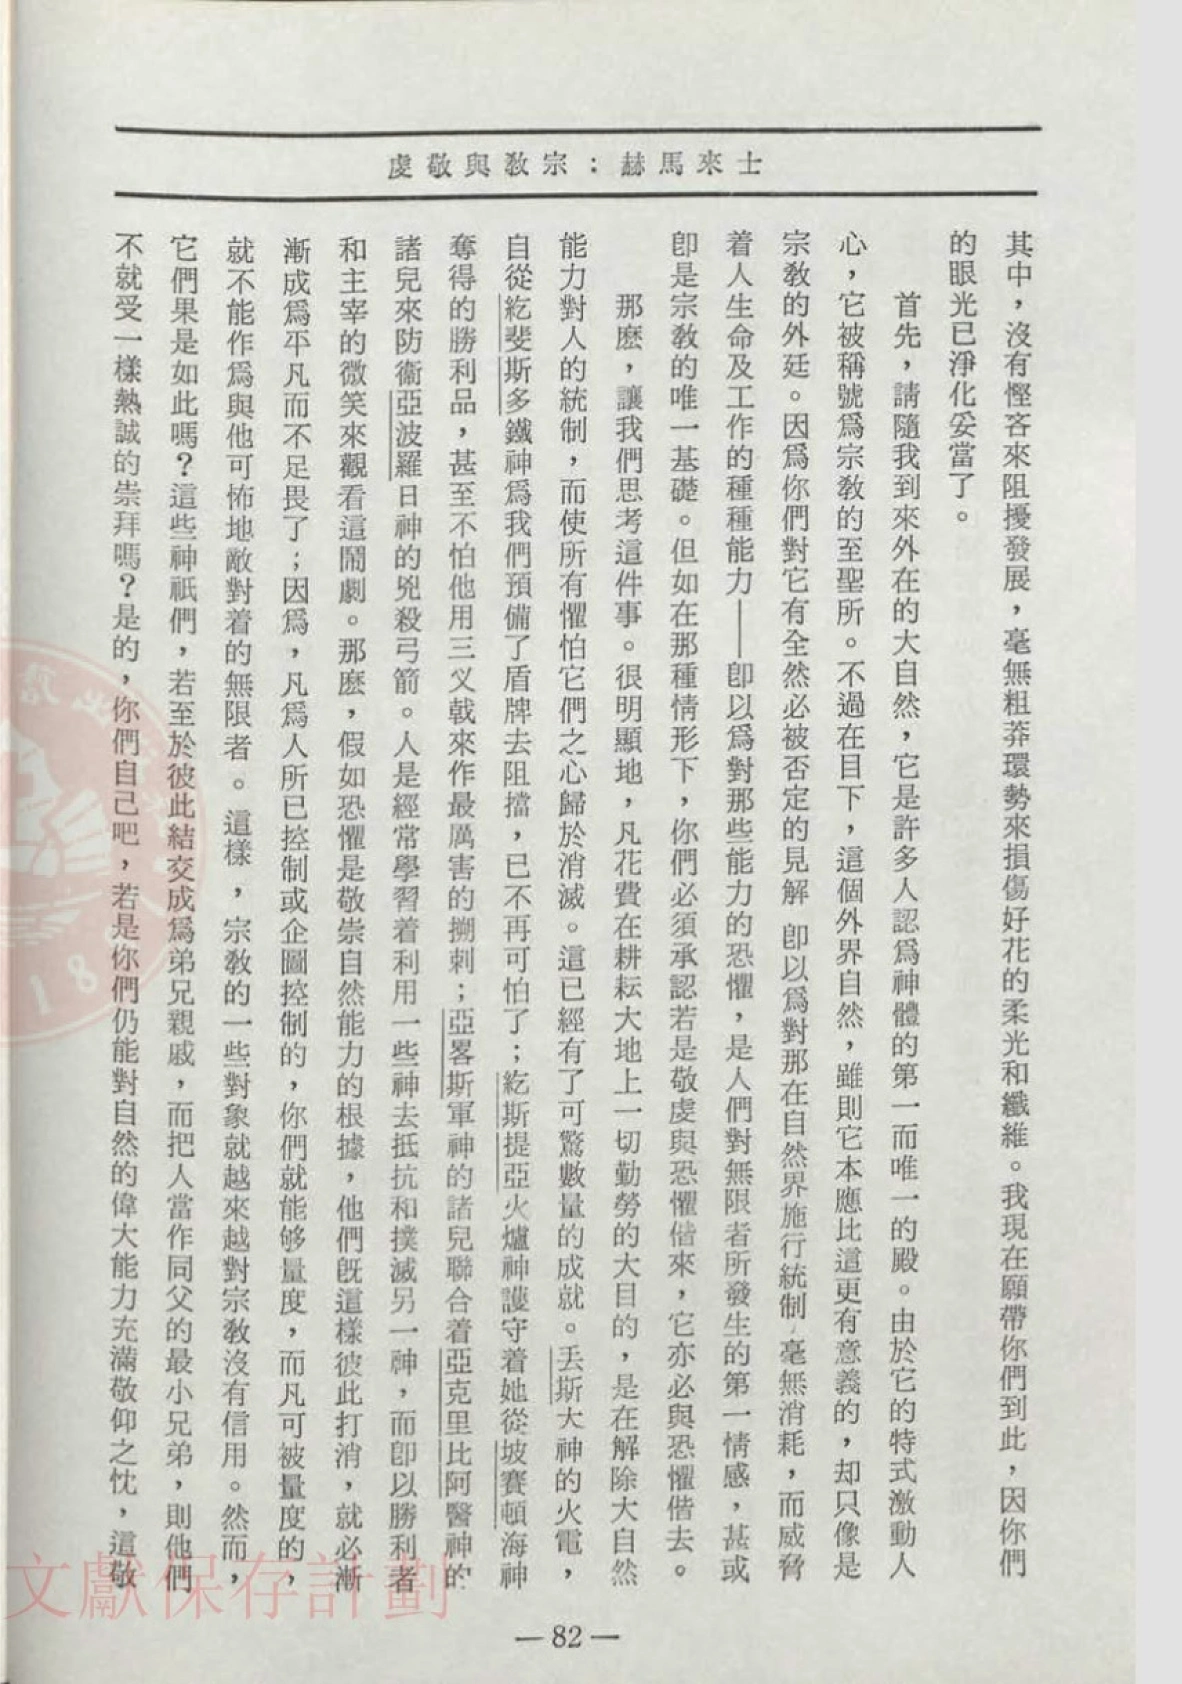 士來馬赫：宗教與敬虔
其中，沒有慳吝來阻擾發展，毫無粗莽環勢來損傷好花的柔光和纖維。我現在願帶你們到此，因你們
的眼光已淨化妥當了。
首先，請隨我到來外在的大自然，它是許多人認爲神體的第一而唯一的殿。由於它的特式激動人
心，它被稱號爲宗教的至聖所。不過在目下，這個外界自然，雖則它本應比這更有意義的，却只像是
宗教的外廷。因爲你們對它有全然必被否定的見解 卽以爲對那在自然界施行統制，毫無消耗，而威脅
着人生命及工作的種種能力——卽以爲對那些能力的恐懼，是人們對無限者所發生的第一情感，甚或
卽是宗教的唯一基礎。但如在那種情形下，你們必須承認若是敬虔與恐懼偕來，它亦必與恐懼偕去。
那麽，讓我們思考這件事。很明顯地，凡花費在耕耘大地上一切勤勞的大目的，是在解除大自然
能力對人的統制，而使所有懼怕它們之心歸於消滅。這已經有了可驚數量的成就。丟斯大神的火電，
自從紇斐斯多鐵神爲我們預備了盾牌去阻擋，已不再可怕了；紇斯提亞火爐神護守着她從坡賽頓海神
奪得的勝利品，甚至不怕他用三叉戟來作最厲害的搠刺；亞畧斯軍神的諸兒聯合着亞克里比阿醫神的
諸兒來防衞亞波羅日神的兇殺弓箭。人是經常學習着利用一些神去抵抗和撲滅另一神，而卽以勝利者
和主宰的微笑來觀看這鬧劇。那麽，假如恐懼是敬崇自然能力的根據，他們旣這樣彼此打消，就必漸
漸成爲平凡而不足畏了；因爲，凡爲人所已控制或企圖控制的，你們就能够量度，而凡可被量度的，
就不能作爲與他可怖地敵對着的無限者。這樣，宗教的一些對象就越來越對宗教沒有信用。然而，
它們果是如此嗎？這些神祇們，若至於彼此結交成爲弟兄親戚，而把人當作同父的最小兄弟，則他們
不就受一樣熱誠的崇拜嗎？是的，你們自己吧，若是你們仍能對自然的偉大能力充滿敬仰之忱，這敬
—82—
文獻保存計劃